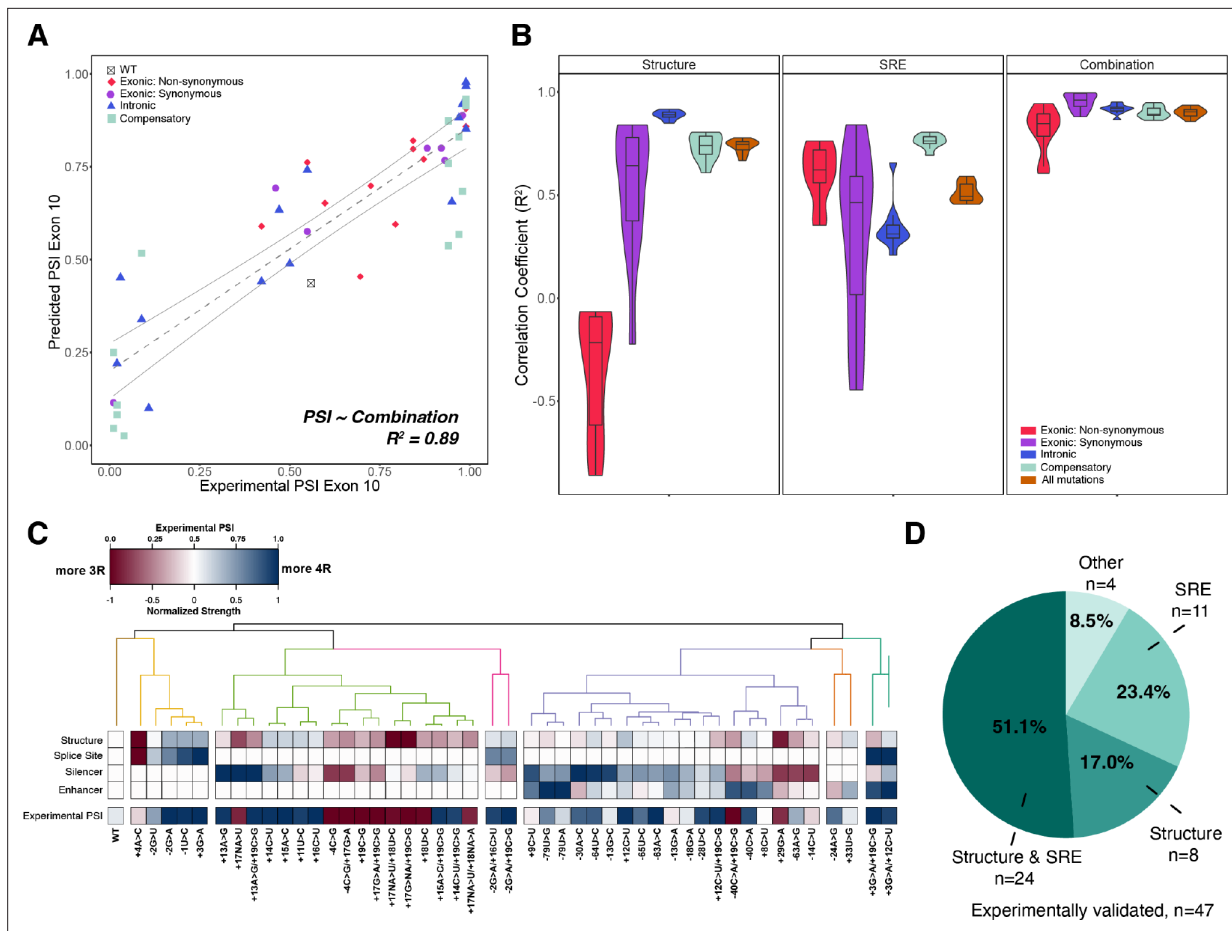 A
1.00
0.75
0.50
0.25
0.00
Predicted PSI Exon 10
WT
Exonic: Non-synonymous
Exonic: Synonymous
Intronic
Compensatory
PSI ~ Combination
R² = 0.89
0.00
0.25
0.50
0.75
1.00
Experimental PSI Exon 10
B
Structure
SRE
Combination
1.0
0.5
0.0
-0.5
Correlation Coefficient (R²)
Exonic: Non-synonymous
Exonic: Synonymous
Intronic
Compensatory
All mutations
C
Experimental PSI
0.0 0.25 0.5 0.75 1.0
more 3R
more 4R
-1 -0.5 0 0.5 1
Normalized Strength
Structure
Splice Site
Silencer
Enhancer
Experimental PSI
WT
+4A>C
-2G>U
-2G>A
-1U>C
+3G>A
+13A>G
+17NA>U
+13A>G/+19C>G
+14C>U
+15A>C
+11U>C
+16C>U
-4C>G
-4C>G/+17G>A
+19C>G
+17G>A/+19C>G
+17NA>U/+18U>C
+17G>NA/+19C>G
+18U>C
+15A>C/+19C>G
+14C>U/+19C>G
+17NA>U/+18NA>A
-2G>A/+16C>U
-2G>A/+19C>G
+9C>U
-79U>G
-79U>A
-30A>C
-64U>C
-13G>C
+12C>U
-65U>C
-63A>C
-13G>A
-18G>A
-28U>C
+12C>U/+19C>G
-40C>A/+19C>G
-40C>A
+8C>U
+29G>A
-63A>G
-14C>U
-24A>G
+33U>G
+3G>A/+19C>G
+3G>A/+12C>U
D
Other
n=4
8.5%
SRE
n=11
23.4%
51.1%
17.0%
Structure
n=8
Structure & SRE
n=24
Experimentally validated, n=47